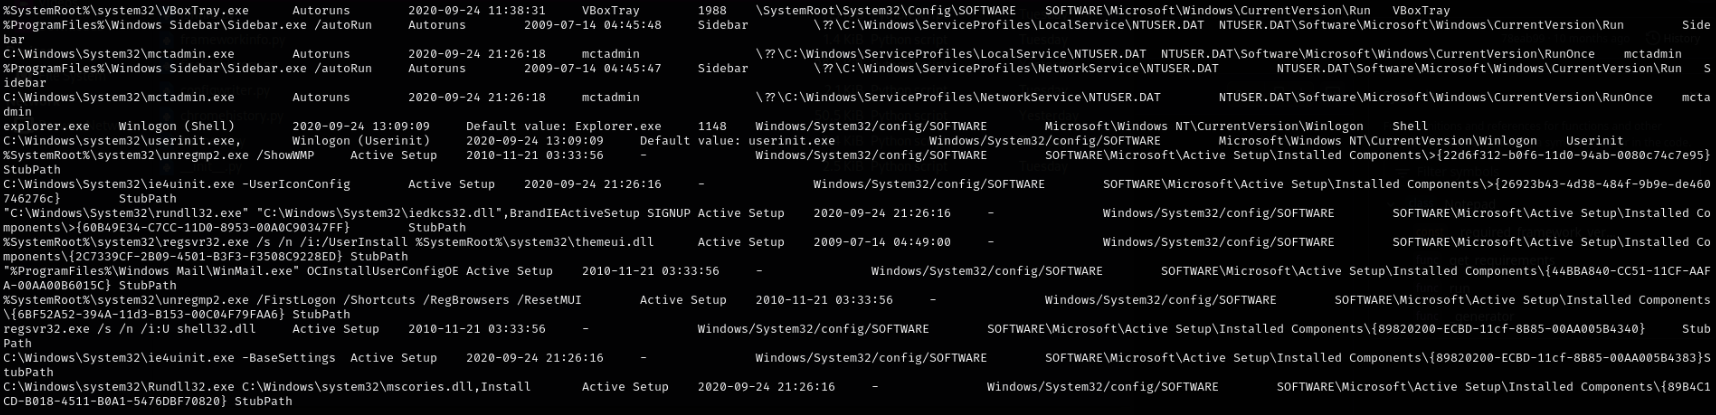 %SystemRoot%\system32\VBoxTray.exe Autoruns 2020-09-24 11:38:31 VBoxTray 1988 \SystemRoot\System32\Config\SOFTWARE SOFTWARE\Microsoft\Windows\CurrentVersion\Run VBoxTray
%ProgramFiles%\Windows Sidebar\Sidebar.exe /autoRun Autoruns 2009-07-14 04:45:48 Sidebar \??\C:\Windows\ServiceProfiles\LocalService\NTUSER.DAT NTUSER.DAT\Software\Microsoft\Windows\CurrentVersion\Run Side
bar
C:\Windows\System32\mctadmin.exe Autoruns 2020-09-24 21:26:18 mctadmin \??\C:\Windows\ServiceProfiles\LocalService\NTUSER.DAT NTUSER.DAT\Software\Microsoft\Windows\CurrentVersion\RunOnce mctadmin
%ProgramFiles%\Windows Sidebar\Sidebar.exe /autoRun Autoruns 2009-07-14 04:45:47 Sidebar \??\C:\Windows\ServiceProfiles\NetworkService\NTUSER.DAT NTUSER.DAT\Software\Microsoft\Windows\CurrentVersion\Run S
idebar
C:\Windows\System32\mctadmin.exe Autoruns 2020-09-24 21:26:18 mctadmin \??\C:\Windows\ServiceProfiles\NetworkService\NTUSER.DAT NTUSER.DAT\Software\Microsoft\Windows\CurrentVersion\RunOnce mcta
dmin
explorer.exe Winlogon (Shell) 2020-09-24 13:09:09 Default value: Explorer.exe 1148 Windows/System32/config/SOFTWARE Microsoft\Windows NT\CurrentVersion\Winlogon Shell
C:\Windows\system32\userinit.exe, Winlogon (Userinit) 2020-09-24 13:09:09 Default value: userinit.exe Windows/System32/config/SOFTWARE Microsoft\Windows NT\CurrentVersion\Winlogon Userinit
%SystemRoot%\system32\unregmp2.exe /ShowWMP Active Setup 2010-11-21 03:33:56 - Windows/System32/config/SOFTWARE SOFTWARE\Microsoft\Active Setup\Installed Components\>{22d6f312-b0f6-11d0-94ab-0080c74c7e95}
StubPath
C:\Windows\System32\ie4uinit.exe -UserIconConfig Active Setup 2020-09-24 21:26:16 - Windows/System32/config/SOFTWARE SOFTWARE\Microsoft\Active Setup\Installed Components\>{26923b43-4d38-484f-9b9e-de460
746276c} StubPath
"C:\Windows\System32\rundll32.exe" "C:\Windows\System32\iedkcs32.dll",BrandIEActiveSetup SIGNUP Active Setup 2020-09-24 21:26:16 - Windows/System32/config/SOFTWARE SOFTWARE\Microsoft\Active Setup\Installed Co
mponents\>{60B49E34-C7CC-11D0-8953-00A0C90347FF} StubPath
%SystemRoot%\system32\regsvr32.exe /s /n /i:/UserInstall %SystemRoot%\system32\themeui.dll Active Setup 2009-07-14 04:49:00 - Windows/System32/config/SOFTWARE SOFTWARE\Microsoft\Active Setup\Installed Co
mponents\{2C7339CF-2B09-4501-B3F3-F3508C9228ED} StubPath
"%ProgramFiles%\Windows Mail\WinMail.exe" OCInstallUserConfigOE Active Setup 2010-11-21 03:33:56 - Windows/System32/config/SOFTWARE SOFTWARE\Microsoft\Active Setup\Installed Components\{44BBA840-CC51-11CF-AAF
A-00AA00B6015C} StubPath
%SystemRoot%\system32\unregmp2.exe /FirstLogon /Shortcuts /RegBrowsers /ResetMUI Active Setup 2010-11-21 03:33:56 - Windows/System32/config/SOFTWARE SOFTWARE\Microsoft\Active Setup\Installed Components
\{6BF52A52-394A-11d3-B153-00C04F79FAA6} StubPath
regsvr32.exe /s /n /i:U shell32.dll Active Setup 2010-11-21 03:33:56 - Windows/System32/config/SOFTWARE SOFTWARE\Microsoft\Active Setup\Installed Components\{89820200-ECBD-11cf-8B85-00AA005B4340} Stub
Path
C:\Windows\System32\ie4uinit.exe -BaseSettings Active Setup 2020-09-24 21:26:16 - Windows/System32/config/SOFTWARE SOFTWARE\Microsoft\Active Setup\Installed Components\{89820200-ECBD-11cf-8B85-00AA005B4383}S
tubPath
C:\Windows\System32\Rundll32.exe C:\Windows\system32\mscories.dll,Install Active Setup 2020-09-24 21:26:16 - Windows/System32/config/SOFTWARE SOFTWARE\Microsoft\Active Setup\Installed Components\{89B4C1
CD-B018-4511-B0A1-5476DBF70820} StubPath